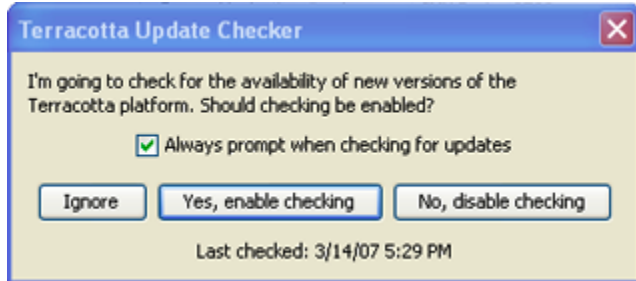 Terracotta Update Checker
I'm going to check for the availability of new versions of the
Terracotta platform. Should checking be enabled?
Always prompt when checking for updates
Ignore
Yes, enable checking
No, disable checking
Last checked: 3/14/07 5:29 PM